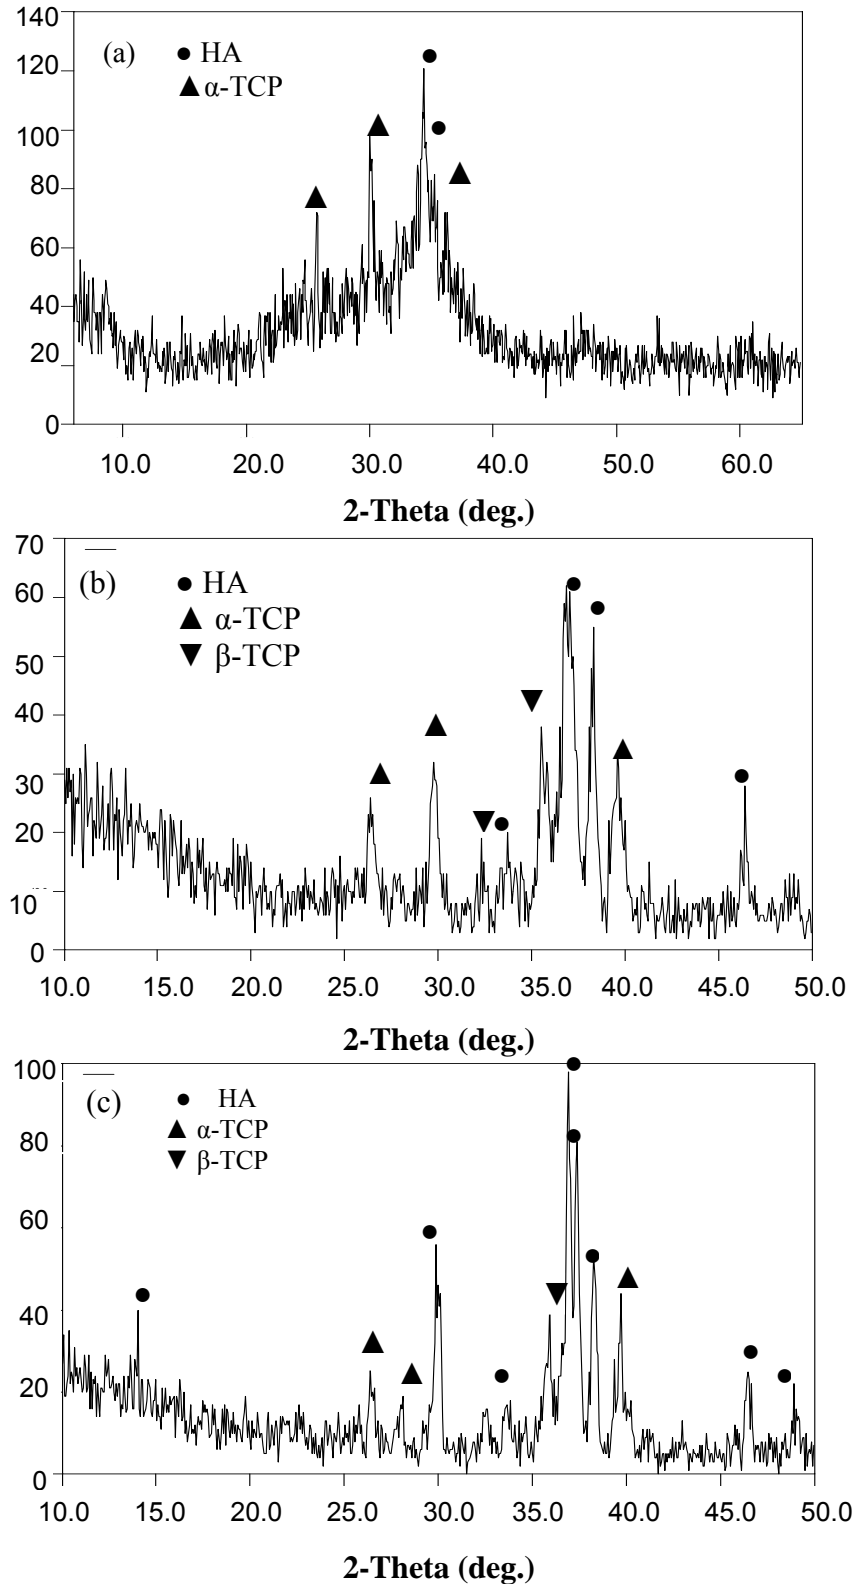 140
(a)
● HA
120
▲ α-TCP
100
80
60
40
20
0
10.0 20.0 30.0 40.0 50.0 60.0
2-Theta (deg.)
70
(b)
● HA
60
▲ α-TCP
▼ β-TCP
50
40
30
20
10
0
10.0 15.0 20.0 25.0 30.0 35.0 40.0 45.0 50.0
2-Theta (deg.)
100
(c)
● HA
▲ α-TCP
80
▼ β-TCP
60
40
20
0
10.0 15.0 20.0 25.0 30.0 35.0 40.0 45.0 50.0
2-Theta (deg.)